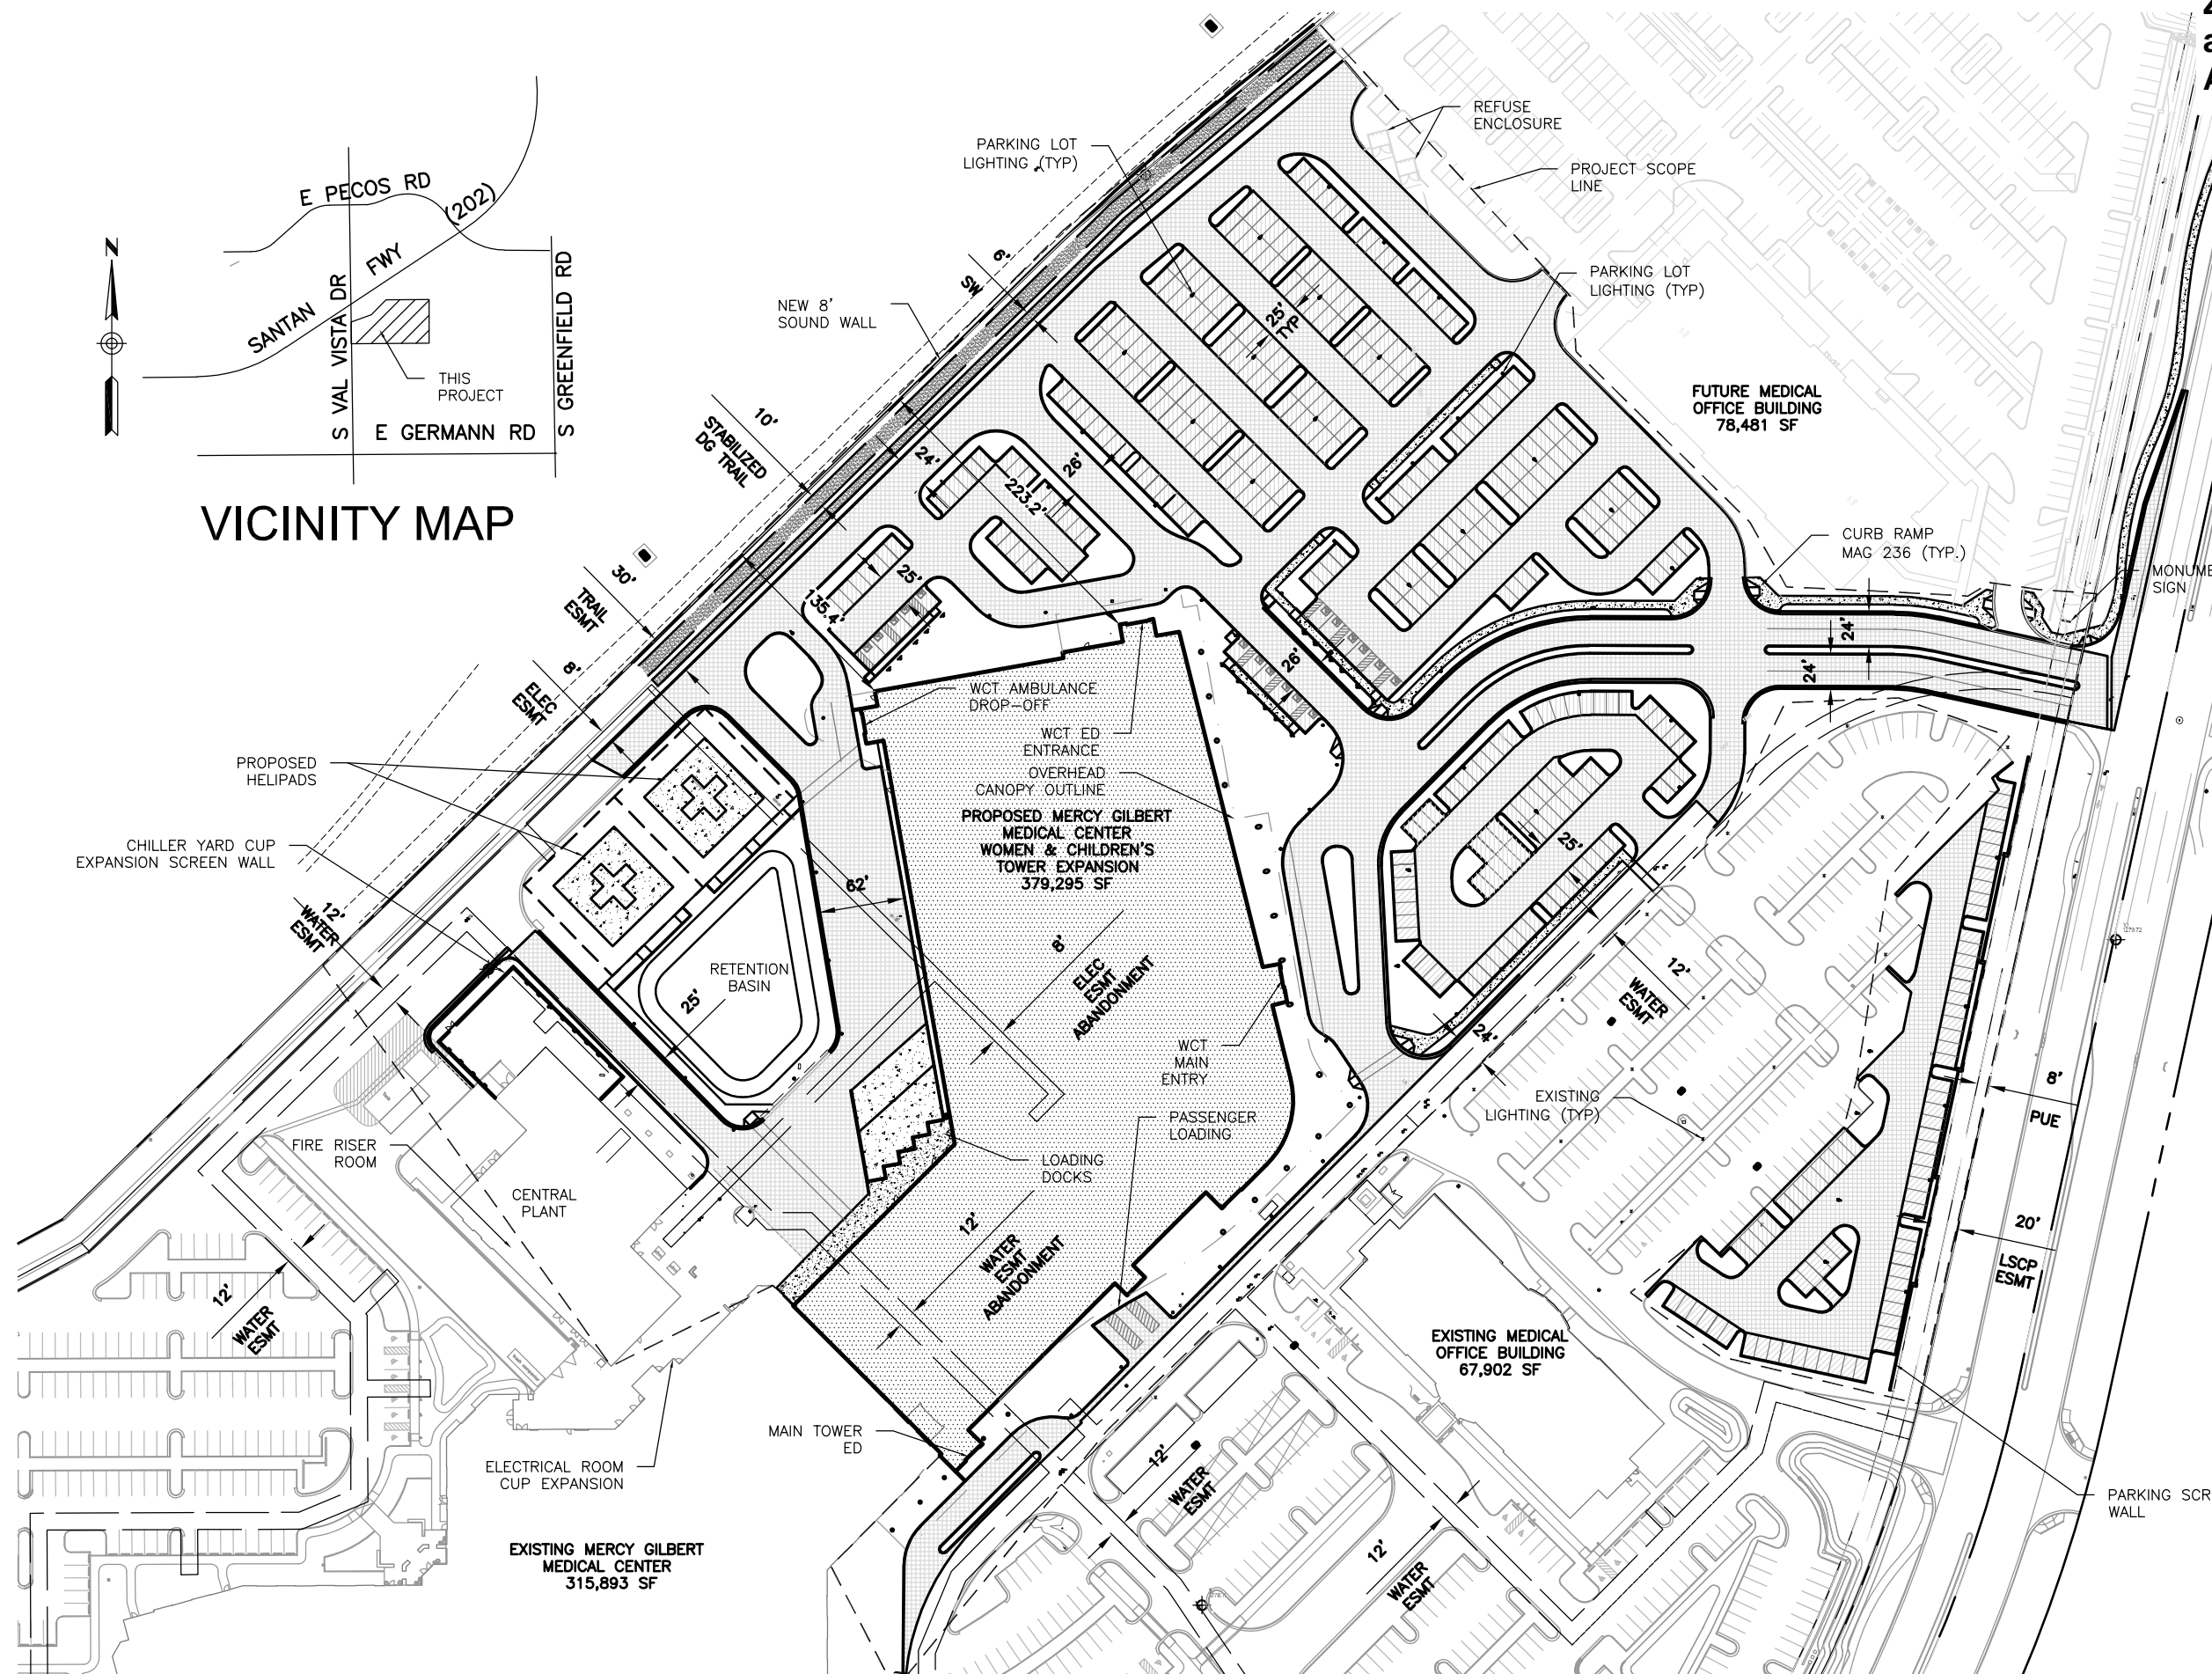 E PECOS RD
(202)
SANTAN FWY
S VAL VISTA DR
S GREENFIELD RD
N
THIS
PROJECT
E GERMANN RD
VICINITY MAP
PARKING LOT
LIGHTING (TYP)
REFUSE
ENCLOSURE
PROJECT SCOPE
LINE
PARKING LOT
LIGHTING (TYP)
6'
SW
NEW 8'
SOUND WALL
25'
TYP
FUTURE MEDICAL
OFFICE BUILDING
78,481 SF
10'
STABILIZED
DG TRAIL
24'
223.2'
26'
CURB RAMP
MAG 236 (TYP.)
MONUME
SIGN
30'
TRAIL
ESMT
25'
135.4'
8'
ELEC
ESMT
26'
24'
24'
WCT AMBULANCE
DROP-OFF
WCT ED
ENTRANCE
OVERHEAD
CANOPY OUTLINE
PROPOSED
HELIPADS
CHILLER YARD CUP
EXPANSION SCREEN WALL
PROPOSED MERCY GILBERT
MEDICAL CENTER
WOMEN & CHILDREN'S
TOWER EXPANSION
379,295 SF
62'
25'
12'
WATER
ESMT
RETENTION
BASIN
25'
8'
ELEC
ESMT
ABANDONMENT
12'
WATER
ESMT
24'
WCT
MAIN
ENTRY
EXISTING
LIGHTING (TYP)
8'
PUE
PASSENGER
LOADING
FIRE RISER
ROOM
CENTRAL
PLANT
LOADING
DOCKS
20'
LSCP
ESMT
12'
WATER
ESMT
ABANDONMENT
12'
WATER
ESMT
EXISTING MEDICAL
OFFICE BUILDING
67,902 SF
MAIN TOWER
ED
ELECTRICAL ROOM
CUP EXPANSION
12'
WATER
ESMT
PARKING SCR
WALL
EXISTING MERCY GILBERT
MEDICAL CENTER
315,893 SF
12'
WATER
ESMT